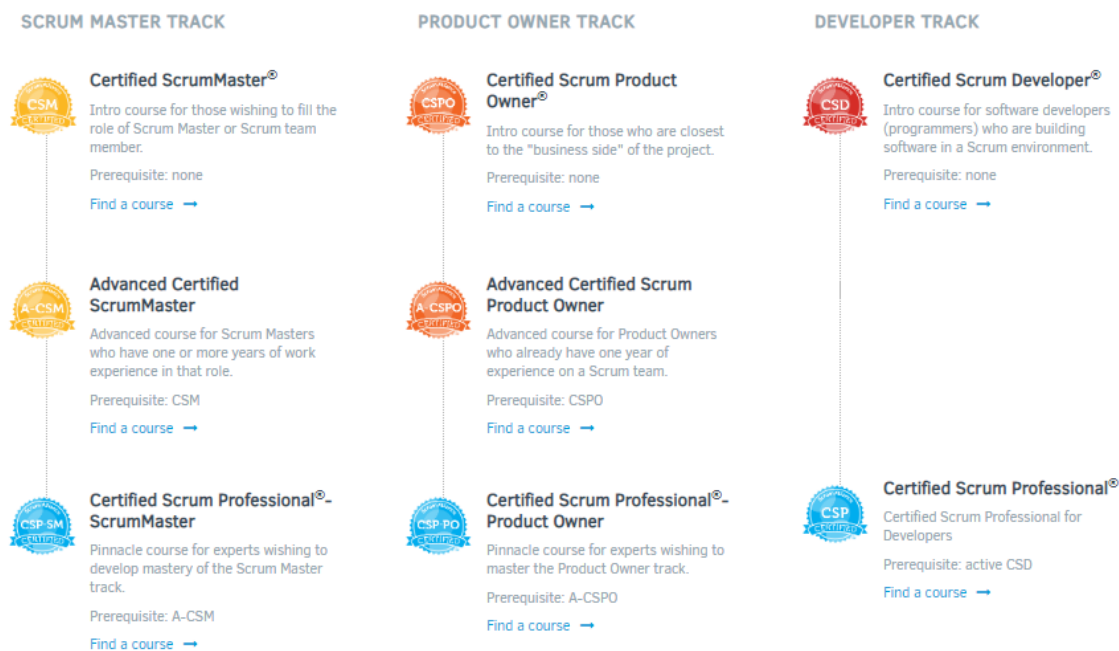 SCRUM MASTER TRACK
CSM
CERTIFIED
Certified ScrumMaster®
Intro course for those wishing to fill the
role of Scrum Master or Scrum team
member.
Prerequisite: none
Find a course →
A-CSM
CERTIFIED
Advanced Certified
ScrumMaster
Advanced course for Scrum Masters
who have one or more years of work
experience in that role.
Prerequisite: CSM
Find a course →
CSP-SM
CERTIFIED
Certified Scrum Professional®-
ScrumMaster
Pinnacle course for experts wishing to
develop mastery of the Scrum Master
track.
Prerequisite: A-CSM
Find a course →
PRODUCT OWNER TRACK
CSPO
CERTIFIED
Certified Scrum Product
Owner®
Intro course for those who are closest
to the "business side" of the project.
Prerequisite: none
Find a course →
A-CSPO
CERTIFIED
Advanced Certified Scrum
Product Owner
Advanced course for Product Owners
who already have one year of
experience on a Scrum team.
Prerequisite: CSPO
Find a course →
CSP-PO
CERTIFIED
Certified Scrum Professional®-
Product Owner
Pinnacle course for experts wishing to
master the Product Owner track.
Prerequisite: A-CSPO
Find a course →
DEVELOPER TRACK
CSD
CERTIFIED
Certified Scrum Developer®
Intro course for software developers
(programmers) who are building
software in a Scrum environment.
Prerequisite: none
Find a course →
CSP
CERTIFIED
Certified Scrum Professional®
Certified Scrum Professional for
Developers
Prerequisite: active CSD
Find a course →